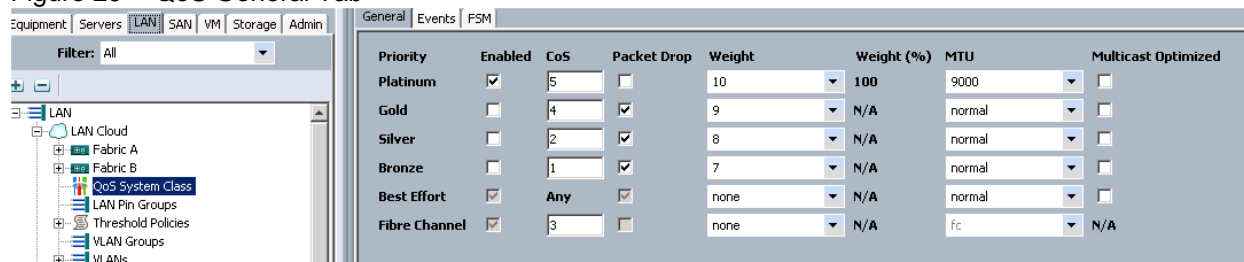 Equipment Servers LAN SAN VM Storage Admin
Filter: All
LAN
LAN Cloud
Fabric A
Fabric B
QoS System Class
LAN Pin Groups
Threshold Policies
VLAN Groups
VLANs
General Events FSM
Priority Enabled CoS Packet Drop Weight Weight (%) MTU Multicast Optimized
Platinum 5 10 100 9000
Gold 4 9 N/A normal
Silver 2 8 N/A normal
Bronze 1 7 N/A normal
Best Effort Any none N/A normal
Fibre Channel 3 none N/A fc N/A